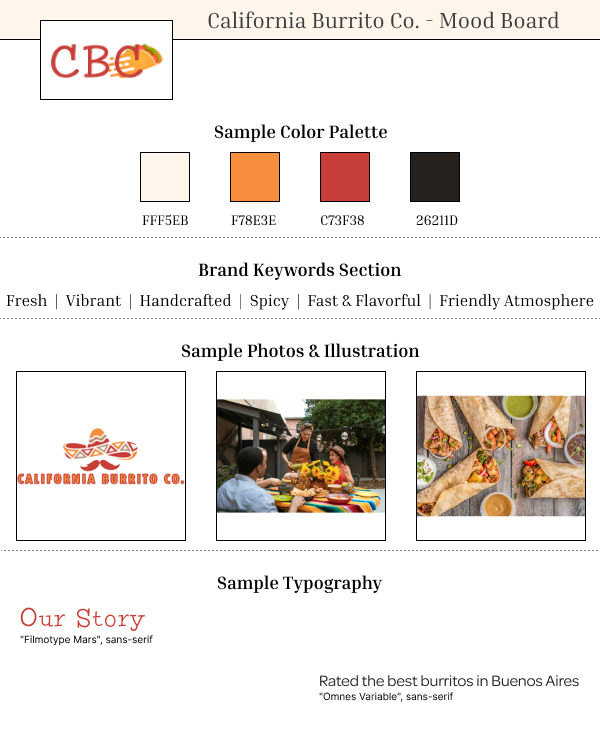 California Burrito Co. - Mood Board
CBC
Sample Color Palette
FFF5EB F78E3E C73F38 26211D
Brand Keywords Section
Fresh | Vibrant | Handcrafted | Spicy | Fast & Flavorful | Friendly Atmosphere
Sample Photos & Illustration
CALIFORNIA BURRITO CO.
Sample Typography
Our Story
"Filmotype Mars", sans-serif
Rated the best burritos in Buenos Aires
"Omnes Variable", sans-serif